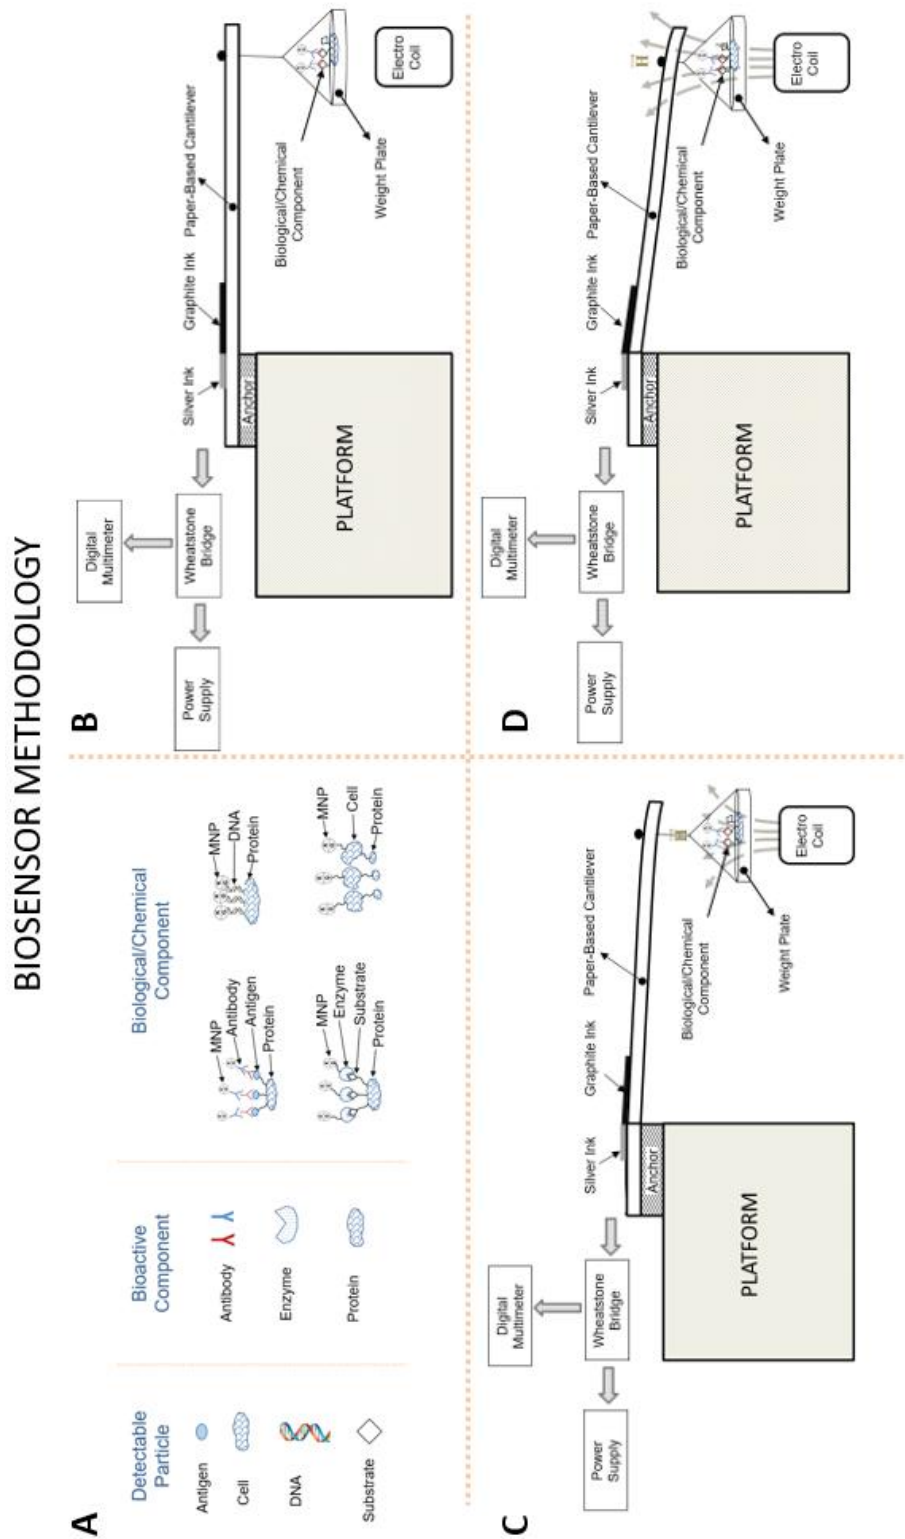 BIOSENSOR METHODOLOGY
A
Detectable
Particle
Antigen
Cell
DNA
Substrate
Bioactive
Component
Antibody
Enzyme
Protein
Biological/Chemical
Component
MNP
Antibody
Antigen
Protein
MNP
DNA
Protein
MNP
Enzyme
Substrate
Protein
MNP
Cell
Protein
B
Digital
Multimeter
Power
Supply
Wheatstone
Bridge
Silver Ink
Graphite Ink
Paper-Based Cantilever
Anchor
PLATFORM
Biological/Chemical
Component
Weight Plate
Electro
Coil
C
Digital
Multimeter
Power
Supply
Wheatstone
Bridge
Silver Ink
Graphite Ink
Paper-Based Cantilever
Anchor
PLATFORM
Biological/Chemical
Component
Weight Plate
H
Electro
Coil
D
Digital
Multimeter
Power
Supply
Wheatstone
Bridge
Silver Ink
Graphite Ink
Paper-Based Cantilever
Anchor
PLATFORM
Biological/Chemical
Component
Weight Plate
H
Electro
Coil